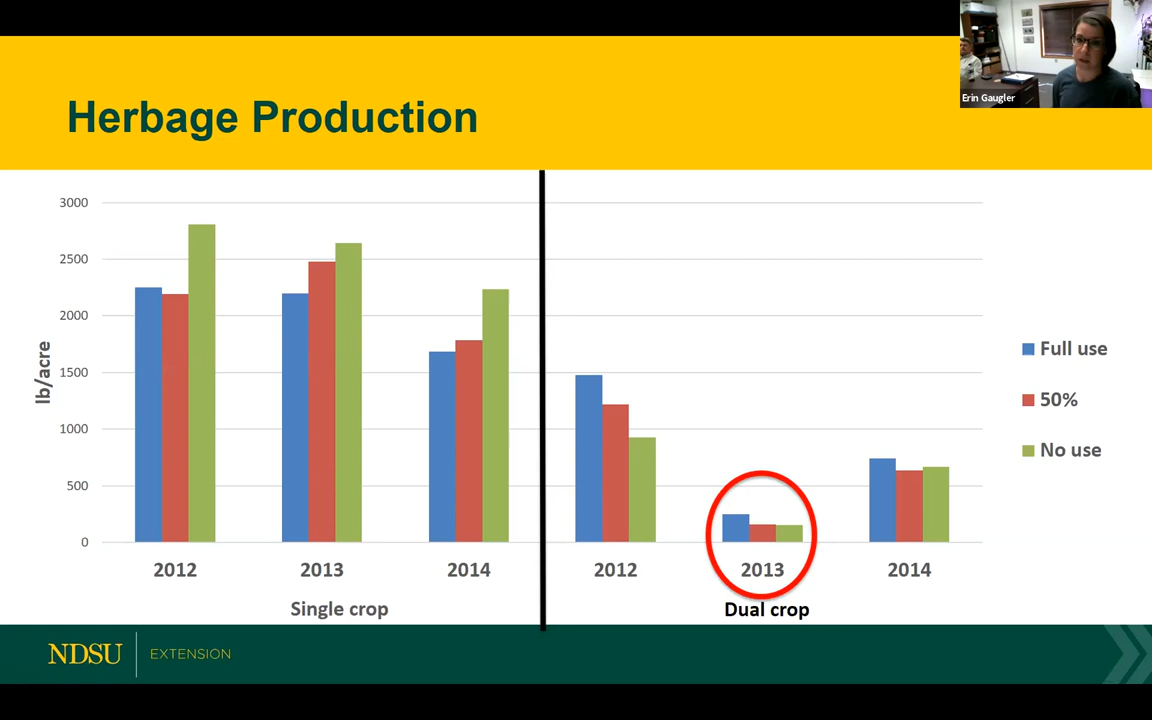 Erin Gaugler
Herbage Production
3000
2500
2000
1500
1000
500
0
lb/acre
2012
2013
2014
2012
2013
2014
Single crop
Dual crop
Full use
50%
No use
NDSU
EXTENSION